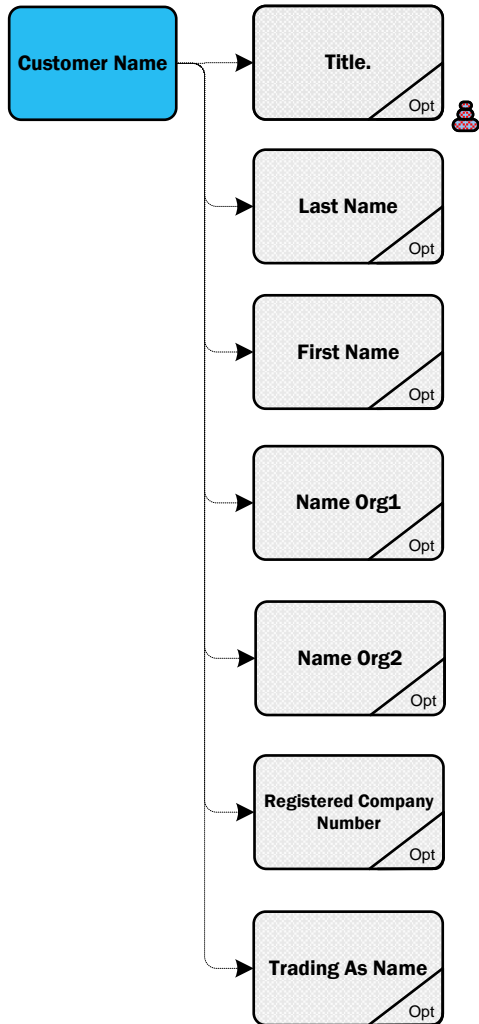 Customer Name
Title.
Opt
Last Name
Opt
First Name
Opt
Name Org1
Opt
Name Org2
Opt
Registered Company
Number
Opt
Trading As Name
Opt